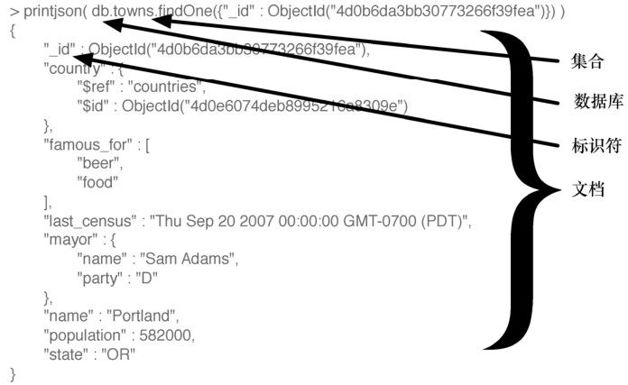 > printjson( db.towns.findOne({"_id" : ObjectId("4d0b6da3bb30773266f39fea")}) )
{
"_id" : ObjectId("4d0b6da3bb30773266f39fea"),
"country" : {
"$ref" : "countries",
"$id" : ObjectId("4d0e6074deb8995216a8309e")
},
"famous_for" : [
"beer",
"food"
],
"last_census" : "Thu Sep 20 2007 00:00:00 GMT-0700 (PDT)",
"mayor" : {
"name" : "Sam Adams",
"party" : "D"
},
"name" : "Portland",
"population" : 582000,
"state" : "OR"
}
集合
数据库
标识符
文档